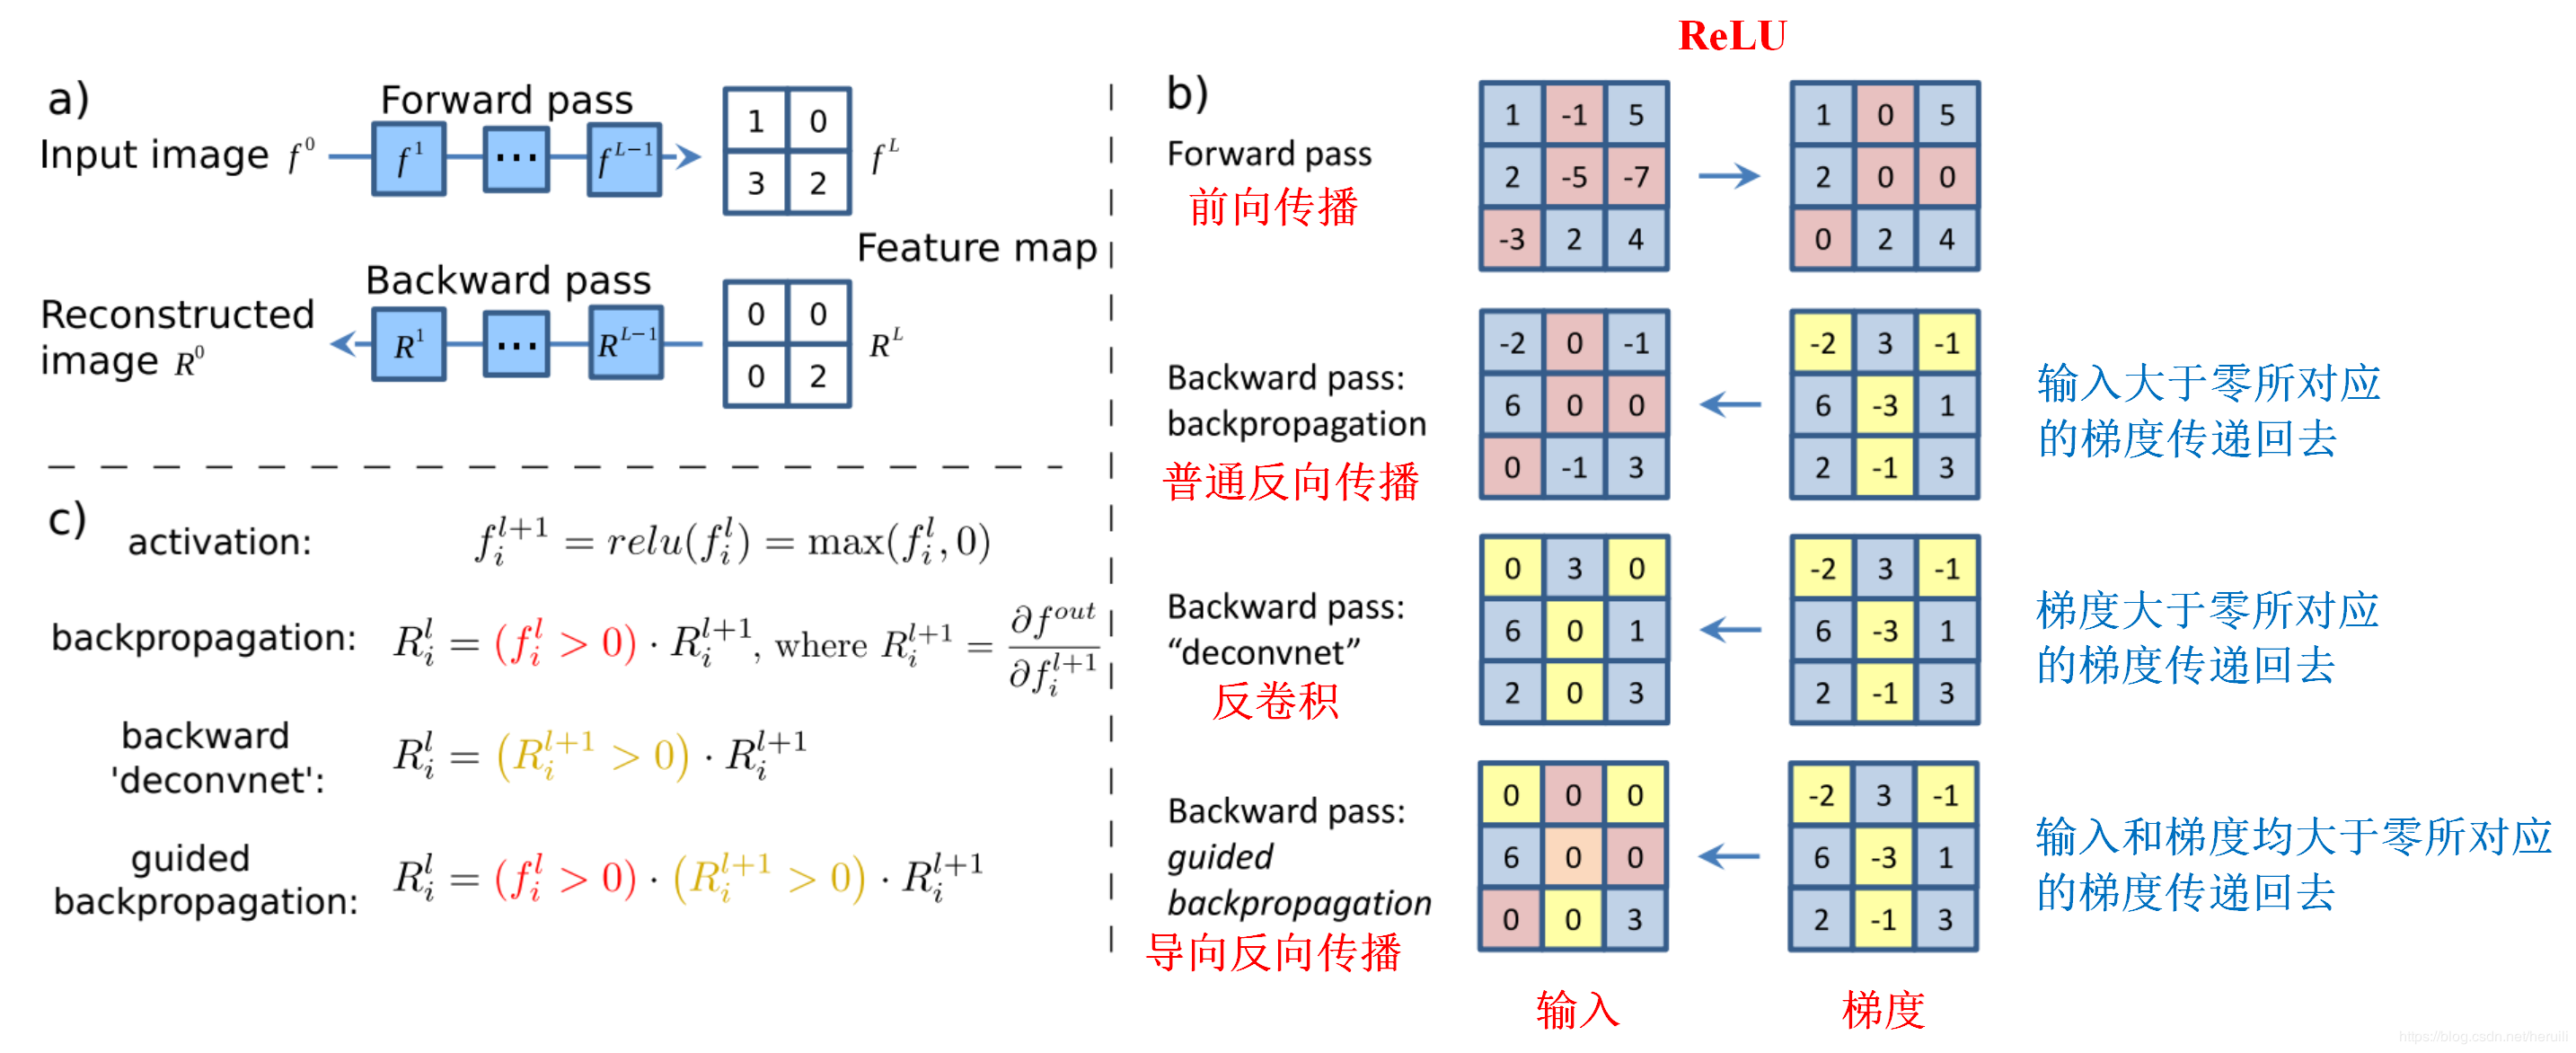 a)
Forward pass
Input image f^0
f^1
...
f^{L-1}
1 0
3 2
f^L
Feature map
Backward pass
Reconstructed
image R^0
R^1
...
R^{L-1}
0 0
0 2
R^L
c)
activation: f_i^{l+1} = relu(f_i^l) = max(f_i^l, 0)
backpropagation: R_i^l = (f_i^l > 0) · R_i^{l+1}, where R_i^{l+1} = ∂f^{out} / ∂f_i^{l+1}
backward
'deconvnet': R_i^l = (R_i^{l+1} > 0) · R_i^{l+1}
guided
backpropagation: R_i^l = (f_i^l > 0) · (R_i^{l+1} > 0) · R_i^{l+1}
ReLU
b)
Forward pass
前向传播
1 -1 5
2 -5 -7
-3 2 4
1 0 5
2 0 0
0 2 4
Backward pass:
backpropagation
普通反向传播
-2 0 -1
6 0 0
0 -1 3
-2 3 -1
6 -3 1
2 -1 3
输入大于零所对应
的梯度传递回去
Backward pass:
“deconvnet”
反卷积
0 3 0
6 0 1
2 0 3
-2 3 -1
6 -3 1
2 -1 3
梯度大于零所对应
的梯度传递回去
Backward pass:
guided
backpropagation
导向反向传播
0 0 0
6 0 0
0 0 3
-2 3 -1
6 -3 1
2 -1 3
输入和梯度均大于零所对应
的梯度传递回去
输入
梯度
https://blog.csdn.net/heruili